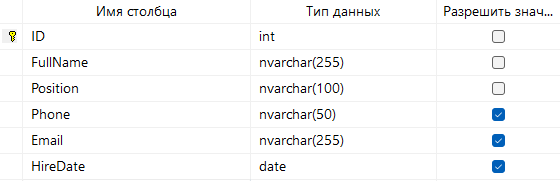 Имя столбца Тип данных Разрешить знач...
ID int
FullName nvarchar(255)
Position nvarchar(100)
Phone nvarchar(50)
Email nvarchar(255)
HireDate date